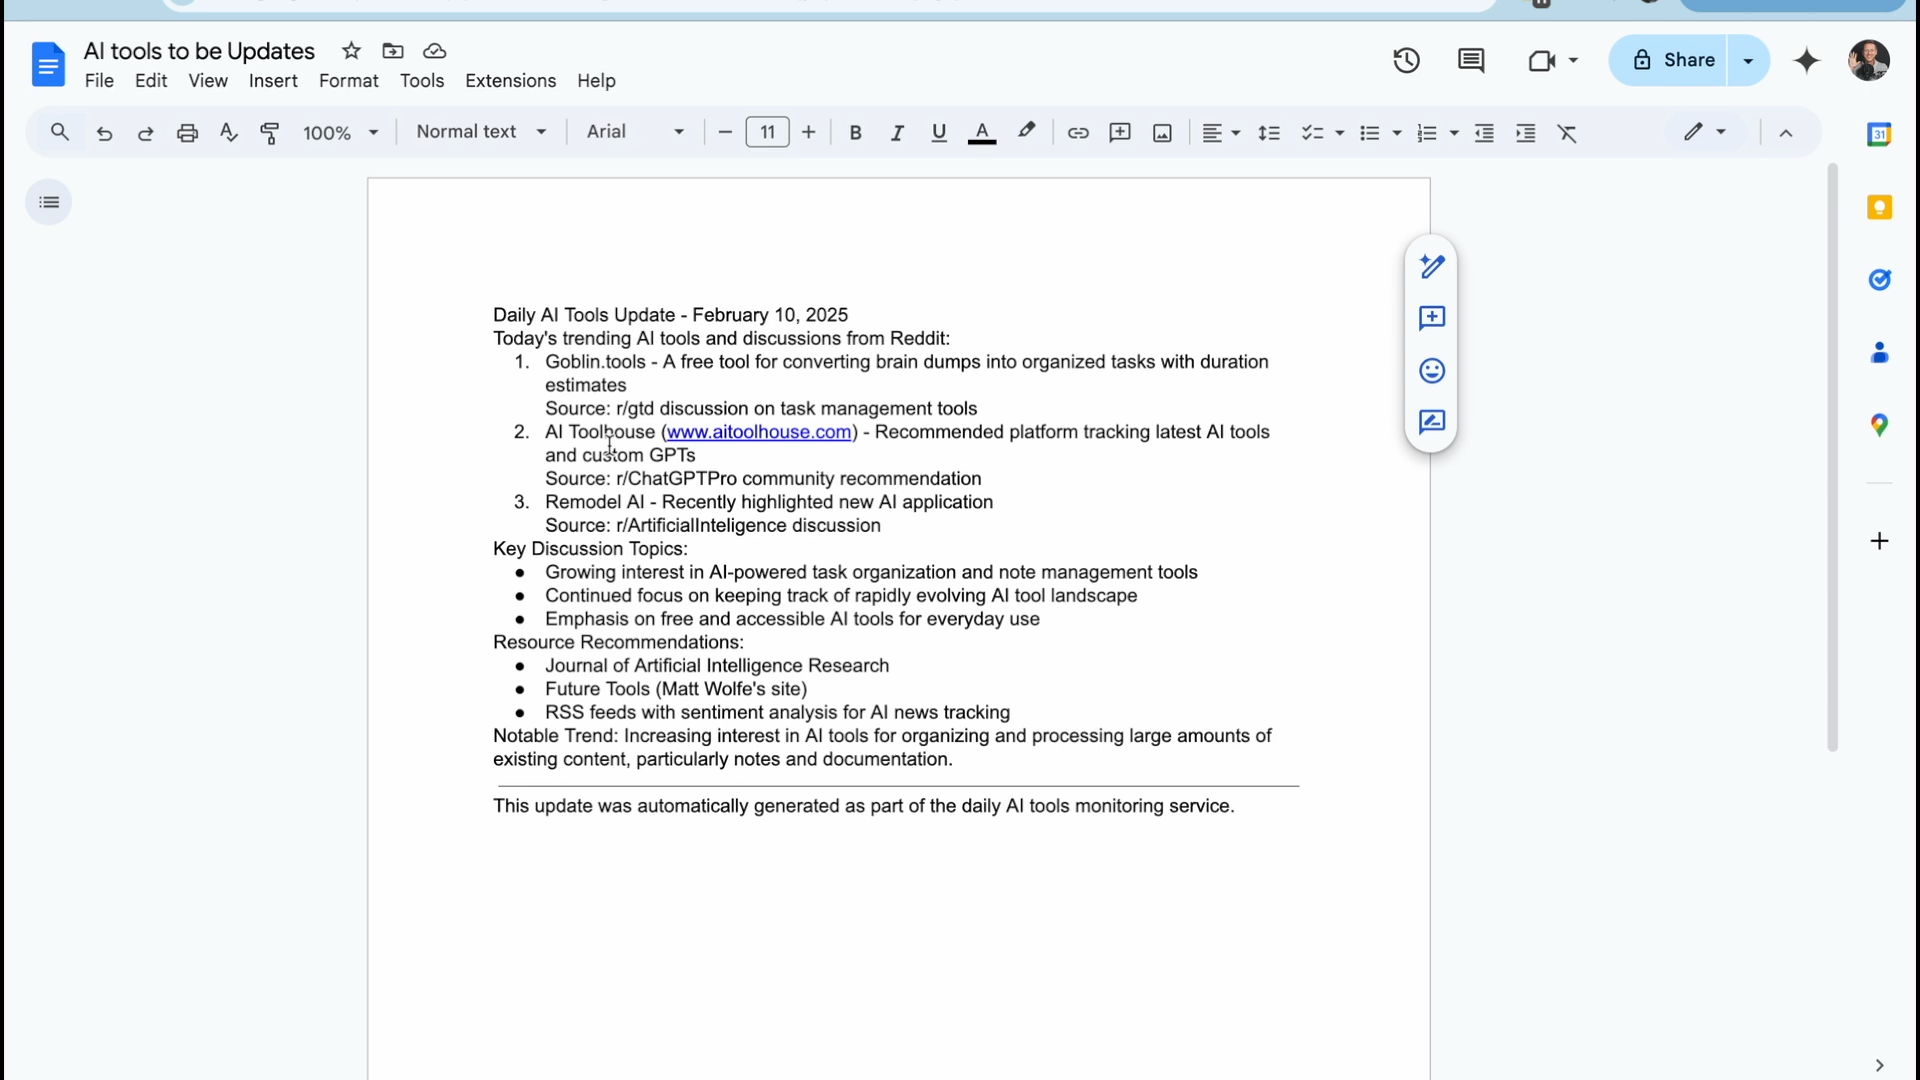 AI tools to be Updates
File Edit View Insert Format Tools Extensions Help
Share
100% Normal text Arial 11
31
Daily AI Tools Update - February 10, 2025
Today's trending AI tools and discussions from Reddit:
1. Goblin.tools - A free tool for converting brain dumps into organized tasks with duration
estimates
Source: r/gtd discussion on task management tools
2. AI Toolhouse (www.aitoolhouse.com) - Recommended platform tracking latest AI tools
and custom GPTs
Source: r/ChatGPTPro community recommendation
3. Remodel AI - Recently highlighted new AI application
Source: r/ArtificialInteligence discussion
Key Discussion Topics:
● Growing interest in AI-powered task organization and note management tools
● Continued focus on keeping track of rapidly evolving AI tool landscape
● Emphasis on free and accessible AI tools for everyday use
Resource Recommendations:
● Journal of Artificial Intelligence Research
● Future Tools (Matt Wolfe's site)
● RSS feeds with sentiment analysis for AI news tracking
Notable Trend: Increasing interest in AI tools for organizing and processing large amounts of
existing content, particularly notes and documentation.
This update was automatically generated as part of the daily AI tools monitoring service.